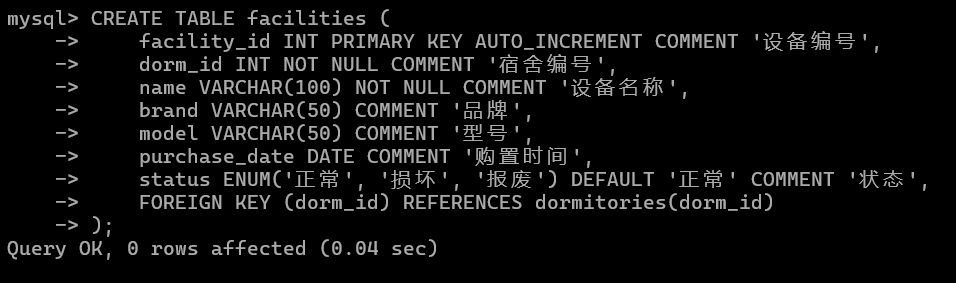 mysql> CREATE TABLE facilities (
    ->     facility_id INT PRIMARY KEY AUTO_INCREMENT COMMENT '设备编号',
    ->     dorm_id INT NOT NULL COMMENT '宿舍编号',
    ->     name VARCHAR(100) NOT NULL COMMENT '设备名称',
    ->     brand VARCHAR(50) COMMENT '品牌',
    ->     model VARCHAR(50) COMMENT '型号',
    ->     purchase_date DATE COMMENT '购置时间',
    ->     status ENUM('正常', '损坏', '报废') DEFAULT '正常' COMMENT '状态',
    ->     FOREIGN KEY (dorm_id) REFERENCES dormitories(dorm_id)
    -> );
Query OK, 0 rows affected (0.04 sec)